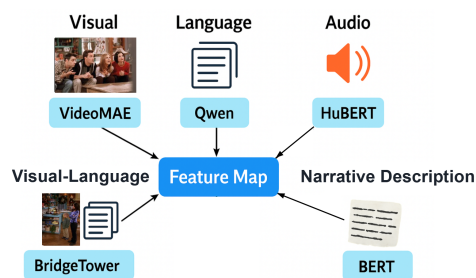 Visual
Language
Audio
VideoMAE
Qwen
HuBERT
Visual-Language
Feature Map
Narrative Description
BridgeTower
BERT